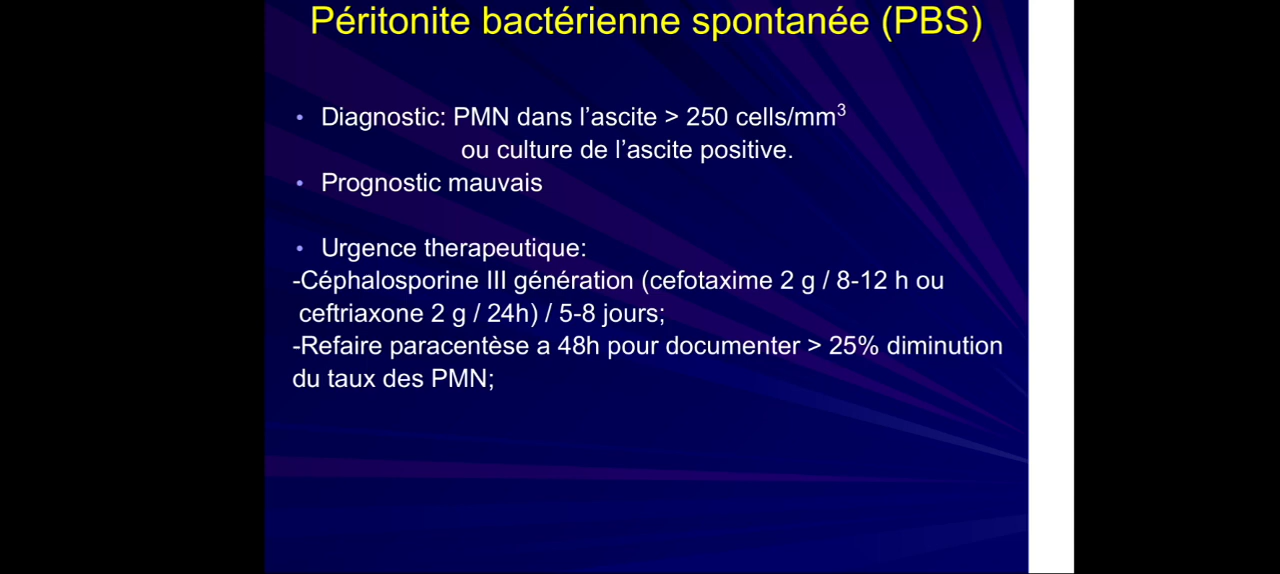 Péritonite bactérienne spontanée (PBS)
• Diagnostic: PMN dans l’ascite > 250 cells/mm³
ou culture de l’ascite positive.
• Prognostic mauvais
• Urgence therapeutique:
-Céphalosporine III génération (cefotaxime 2 g / 8-12 h ou
ceftriaxone 2 g / 24h) / 5-8 jours;
-Refaire paracentèse a 48h pour documenter > 25% diminution
du taux des PMN;